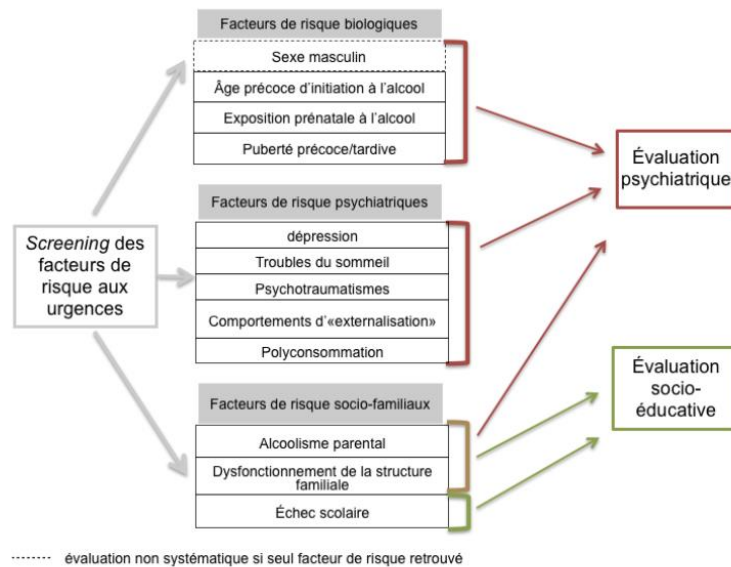 Facteurs de risque biologiques
Sexe masculin
Âge précoce d'initiation à l'alcool
Exposition prénatale à l'alcool
Puberté précoce/tardive
Facteurs de risque psychiatriques
dépression
Troubles du sommeil
Psychotraumatismes
Comportements d'«externalisation»
Polyconsommation
Facteurs de risque socio-familiaux
Alcoolisme parental
Dysfonctionnement de la structure
familiale
Échec scolaire
Screening des
facteurs de
risque aux
urgences
Évaluation
psychiatrique
Évaluation
socio-
éducative
évaluation non systématique si seul facteur de risque retrouvé